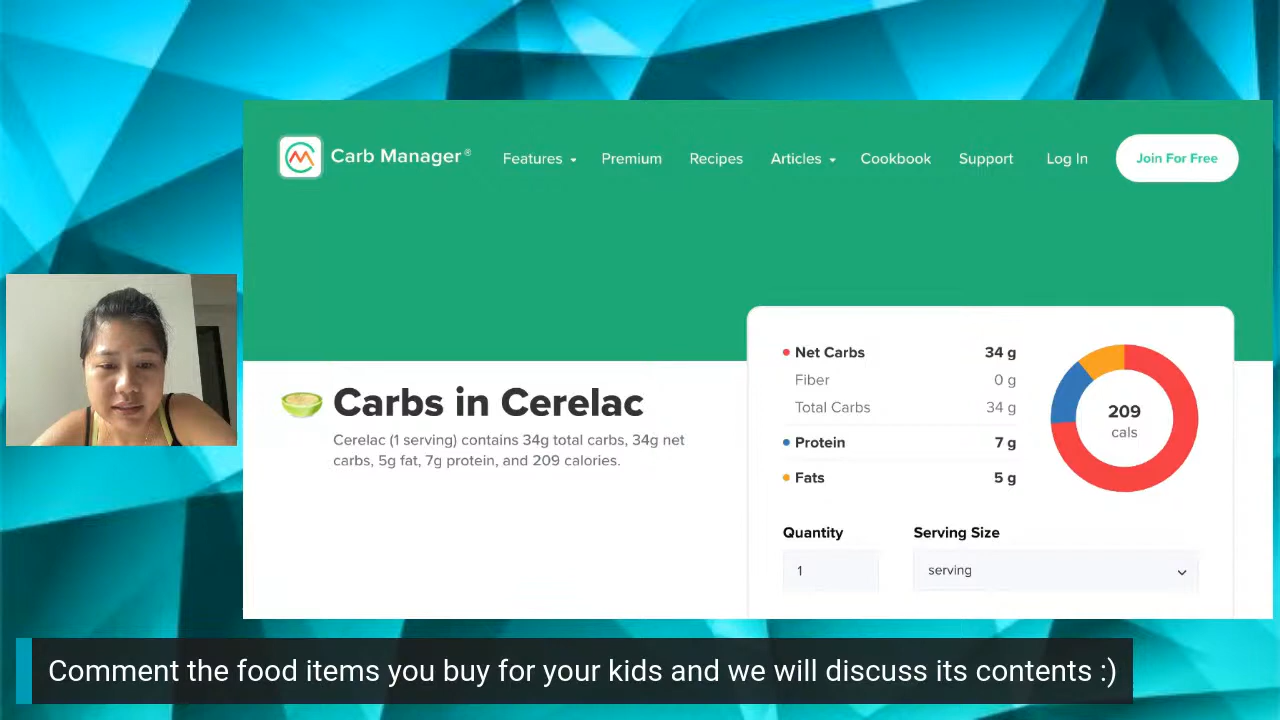 Carb Manager®
Features Premium Recipes Articles Cookbook Support Log In Join For Free
Carbs in Cerelac
Cerelac (1 serving) contains 34g total carbs, 34g net
carbs, 5g fat, 7g protein, and 209 calories.
Net Carbs 34 g
Fiber 0 g
Total Carbs 34 g
Protein 7 g
Fats 5 g
209
cals
Quantity Serving Size
1 serving
Comment the food items you buy for your kids and we will discuss its contents :)